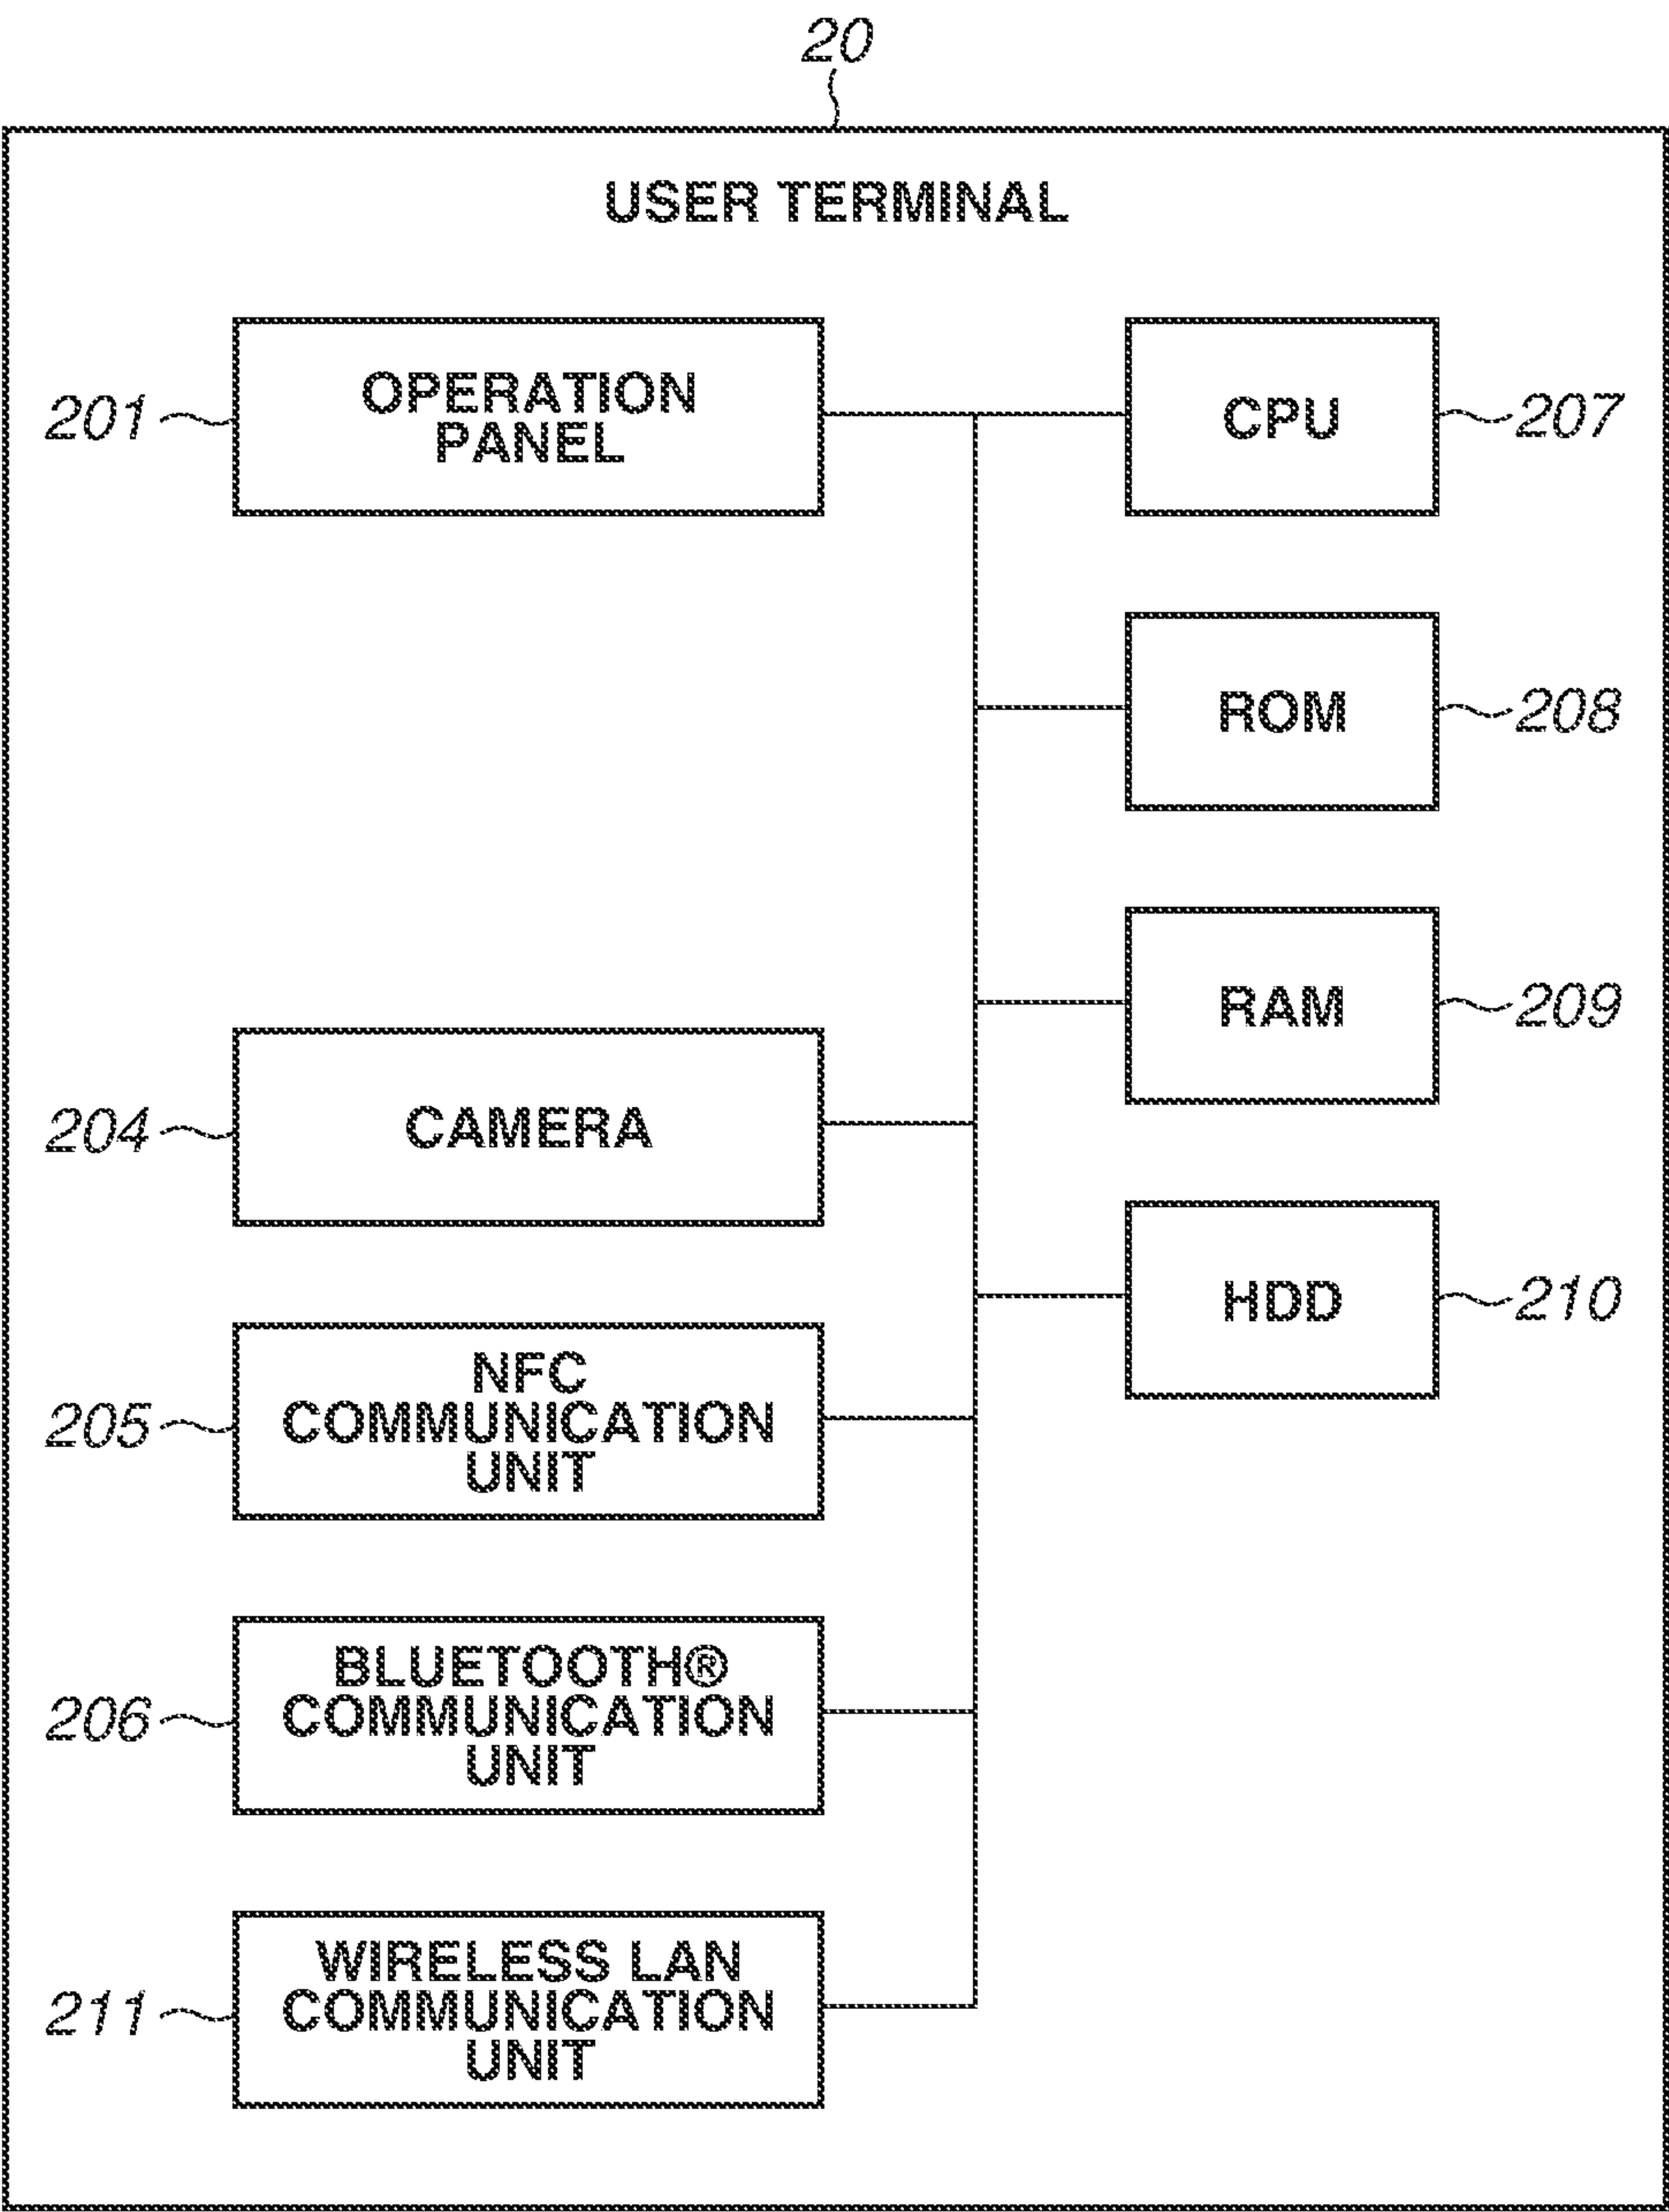 20
USER TERMINAL
201
OPERATION
PANEL
CPU
207
ROM
208
RAM
209
204
CAMERA
HDD
210
205
NFC
COMMUNICATION
UNIT
206
BLUETOOTH®
COMMUNICATION
UNIT
211
WIRELESS LAN
COMMUNICATION
UNIT